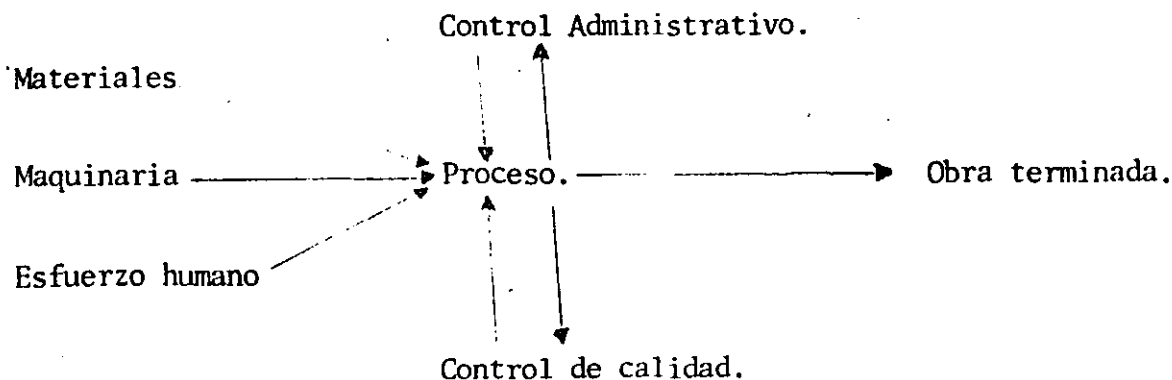 Control Administrativo.
Materiales
Maquinaria
Proceso.
Obra terminada.
Esfuerzo humano
Control de calidad.